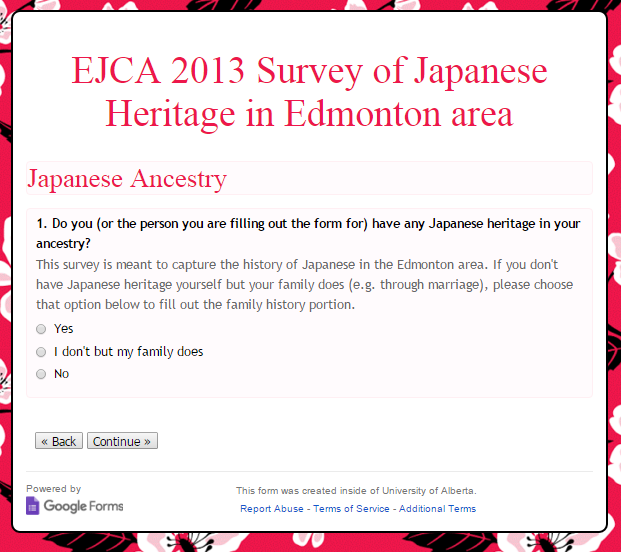 EJCA 2013 Survey of Japanese
Heritage in Edmonton area
Japanese Ancestry
1. Do you (or the person you are filling out the form for) have any Japanese heritage in your
ancestry?
This survey is meant to capture the history of Japanese in the Edmonton area. If you don't
have Japanese heritage yourself but your family does (e.g. through marriage), please choose
that option below to fill out the family history portion.
Yes
I don't but my family does
No
« Back Continue »
Powered by
Google Forms
This form was created inside of University of Alberta.
Report Abuse - Terms of Service - Additional Terms